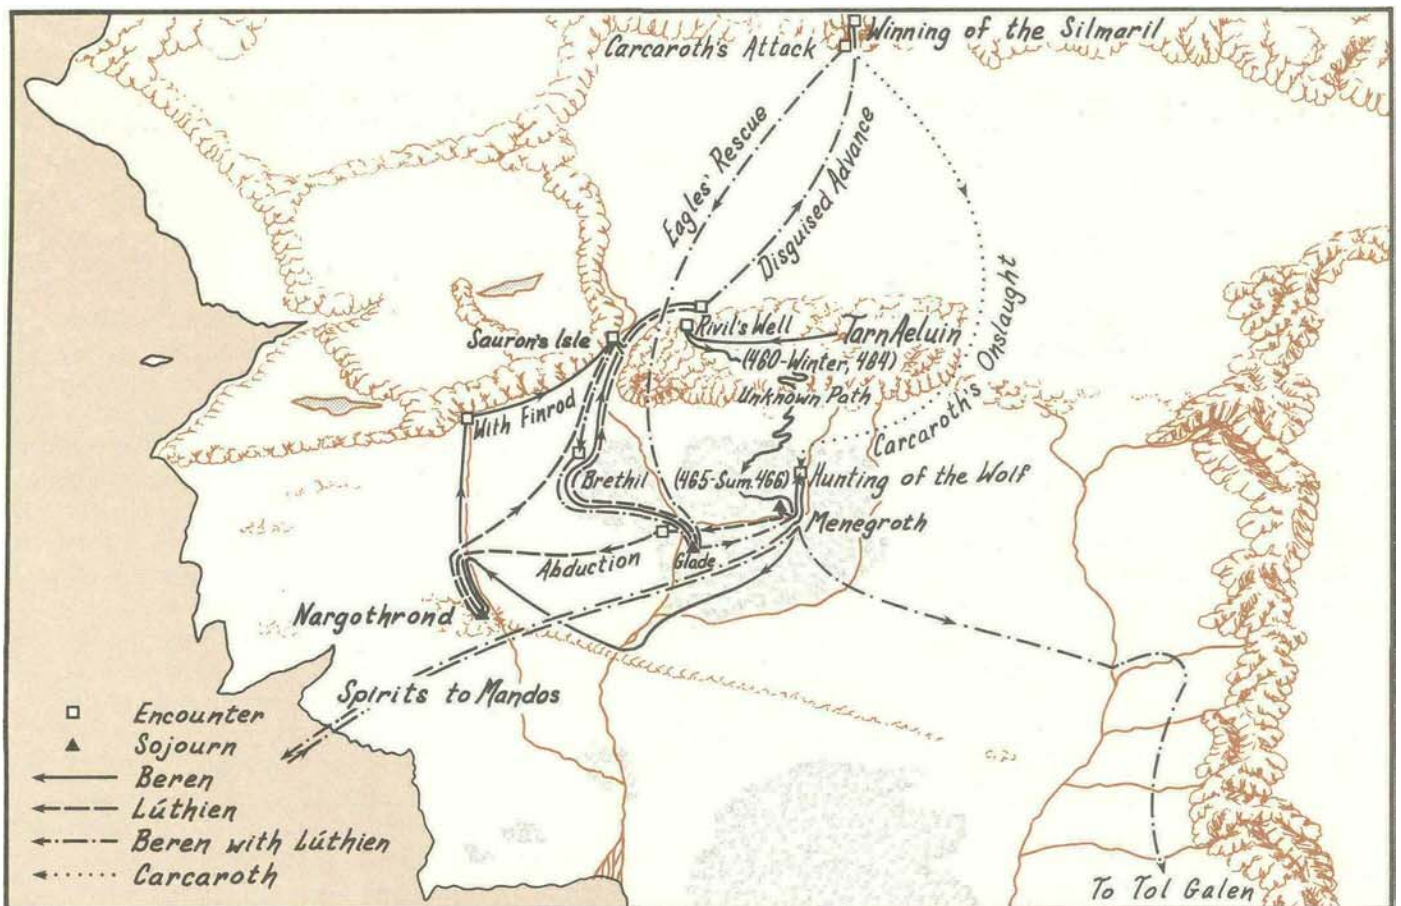 Winning of the Silmaril
Carcaroth's Attack
Eagles' Rescue
Disguised Advance
Carcaroth's Onslaught
Sauron's Isle
Rivil's Well
Tarn Aeluin
(460-Winter, 464)
Unknown Path
With Finrod
Brethil
(465-Sum. 466)
Hunting of the Wolf
Menegroth
Abduction
Glade
Nargothrond
Spirits to Mandos
To Tol Galen
Encounter
Sojourn
Beren
Lúthien
Beren with Lúthien
Carcaroth